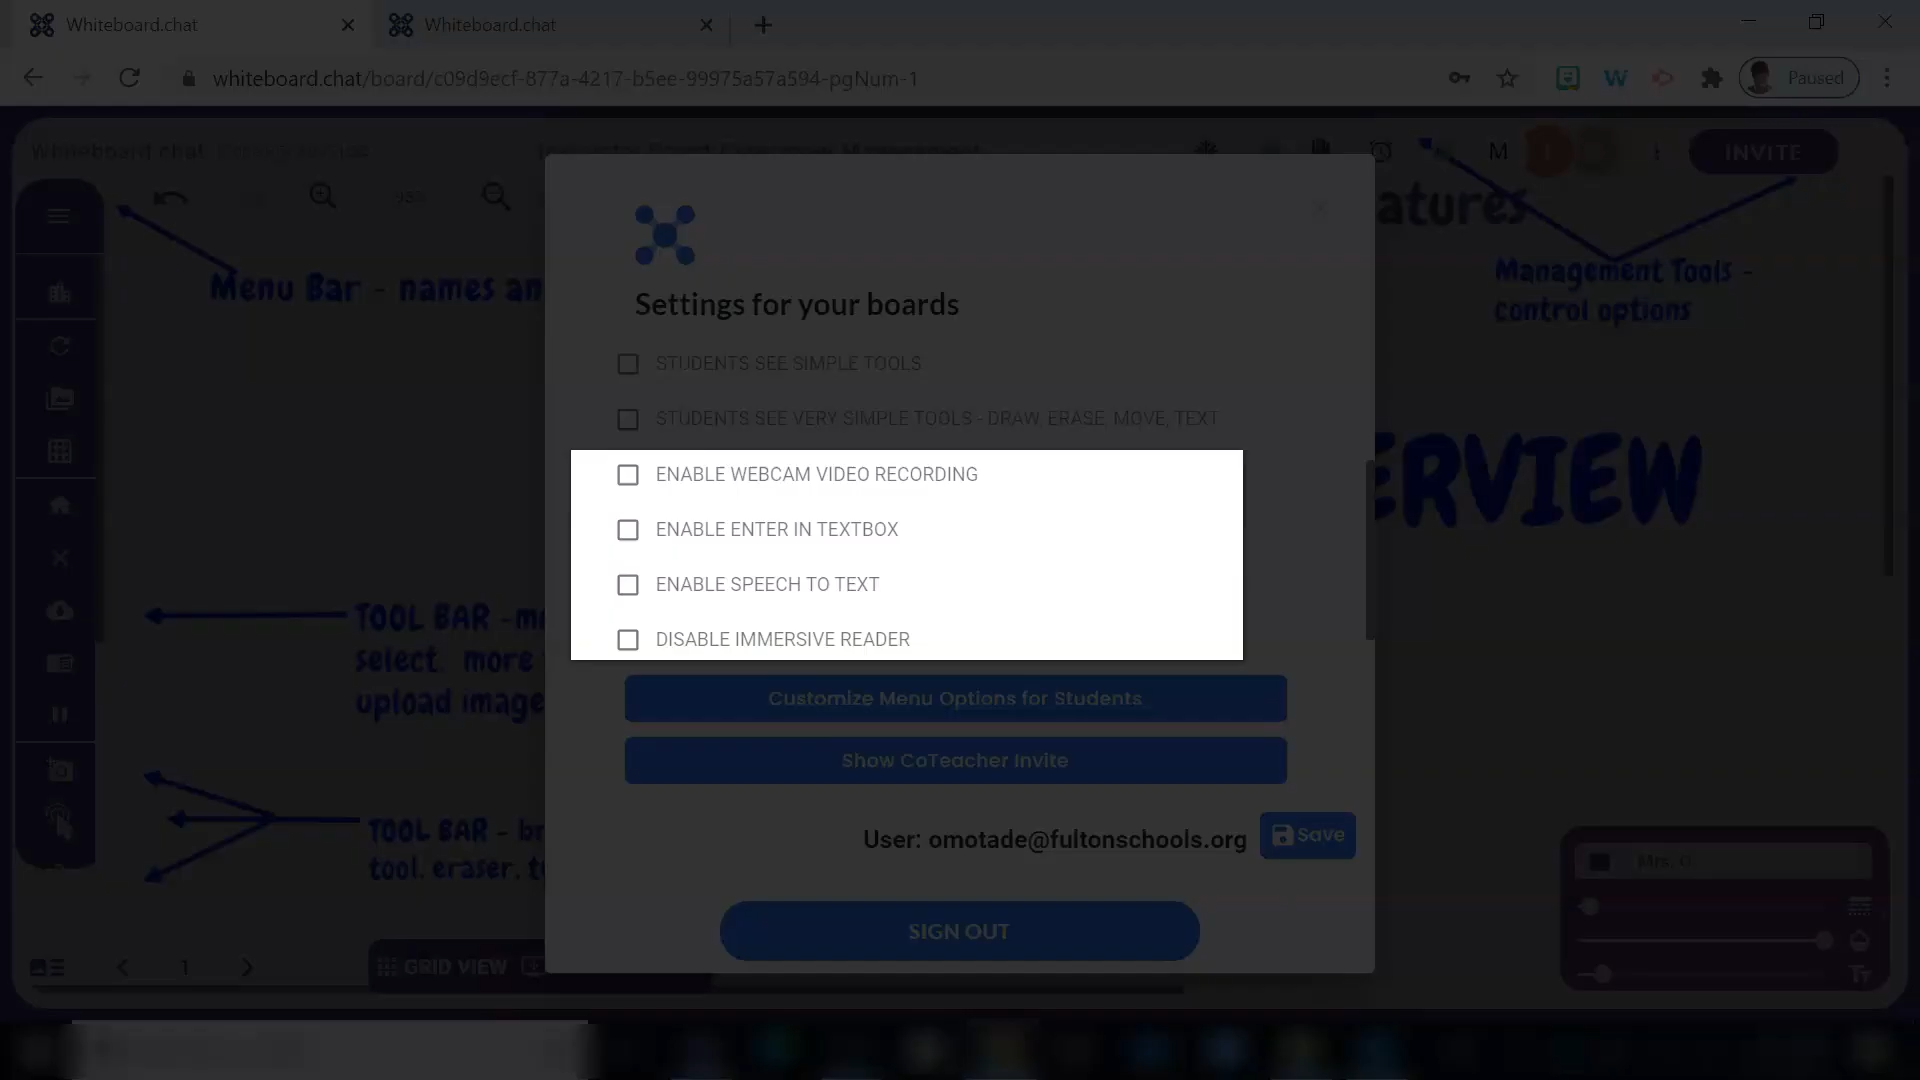 Whiteboard.chat
Whiteboard.chat
whiteboard.chat/board/c09d9ecf-877a-4217-b5ee-99975a57a594-pgNum-1
W
Paused
Whiteboard.chat
M
INVITE
atures
Menu Bar - names an
Management Tools -
control options
Settings for your boards
STUDENTS SEE SIMPLE TOOLS
STUDENTS SEE VERY SIMPLE TOOLS - DRAW, ERASE, MOVE, TEXT
ENABLE WEBCAM VIDEO RECORDING
ERVIEW
ENABLE ENTER IN TEXTBOX
ENABLE SPEECH TO TEXT
DISABLE IMMERSIVE READER
TOOL BAR -m
select. more
upload image
Customize Menu Options for Students
Show CoTeacher Invite
TOOL BAR - br
tool. eraser. t
User: omotade@fultonschools.org
Save
SIGN OUT
1
GRID VIEW
Tr